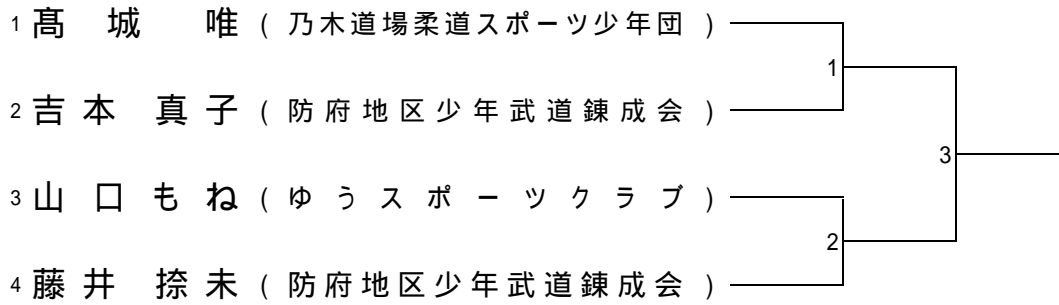 1 髙城 唯 (乃木道場柔道スポーツ少年団)
1
2 吉本 真子 (防府地区少年武道錬成会)
3
3 山口もね (ゆうスポーツクラブ)
2
4 藤井 捺未 (防府地区少年武道錬成会)